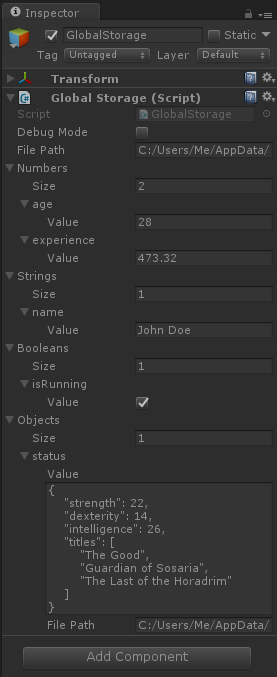 Inspector
GlobalStorage Static
Tag Untagged Layer Default
Transform
Global Storage (Script)
Script GlobalStorage
Debug Mode
File Path C:/Users/Me/AppData/
Numbers
Size 2
age
Value 28
experience
Value 473.32
Strings
Size 1
name
Value John Doe
Booleans
Size 1
isRunning
Value
Objects
Size 1
status
Value
{
"strength": 22,
"dexterity": 14,
"intelligence": 26,
"titles": [
"The Good",
"Guardian of Sosaria",
"The Last of the Horadrim"
]
}
File Path C:/Users/Me/AppData/
Add Component